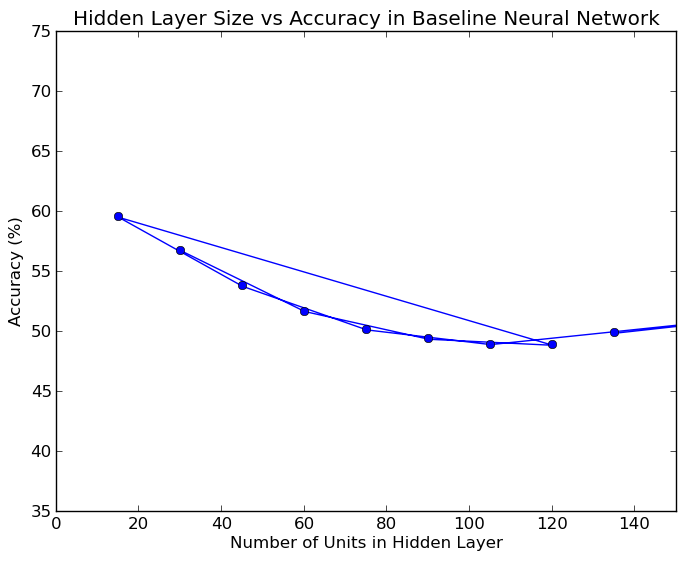 Hidden Layer Size vs Accuracy in Baseline Neural Network
75
70
65
60
55
50
45
40
35
Accuracy (%)
0 20 40 60 80 100 120 140
Number of Units in Hidden Layer